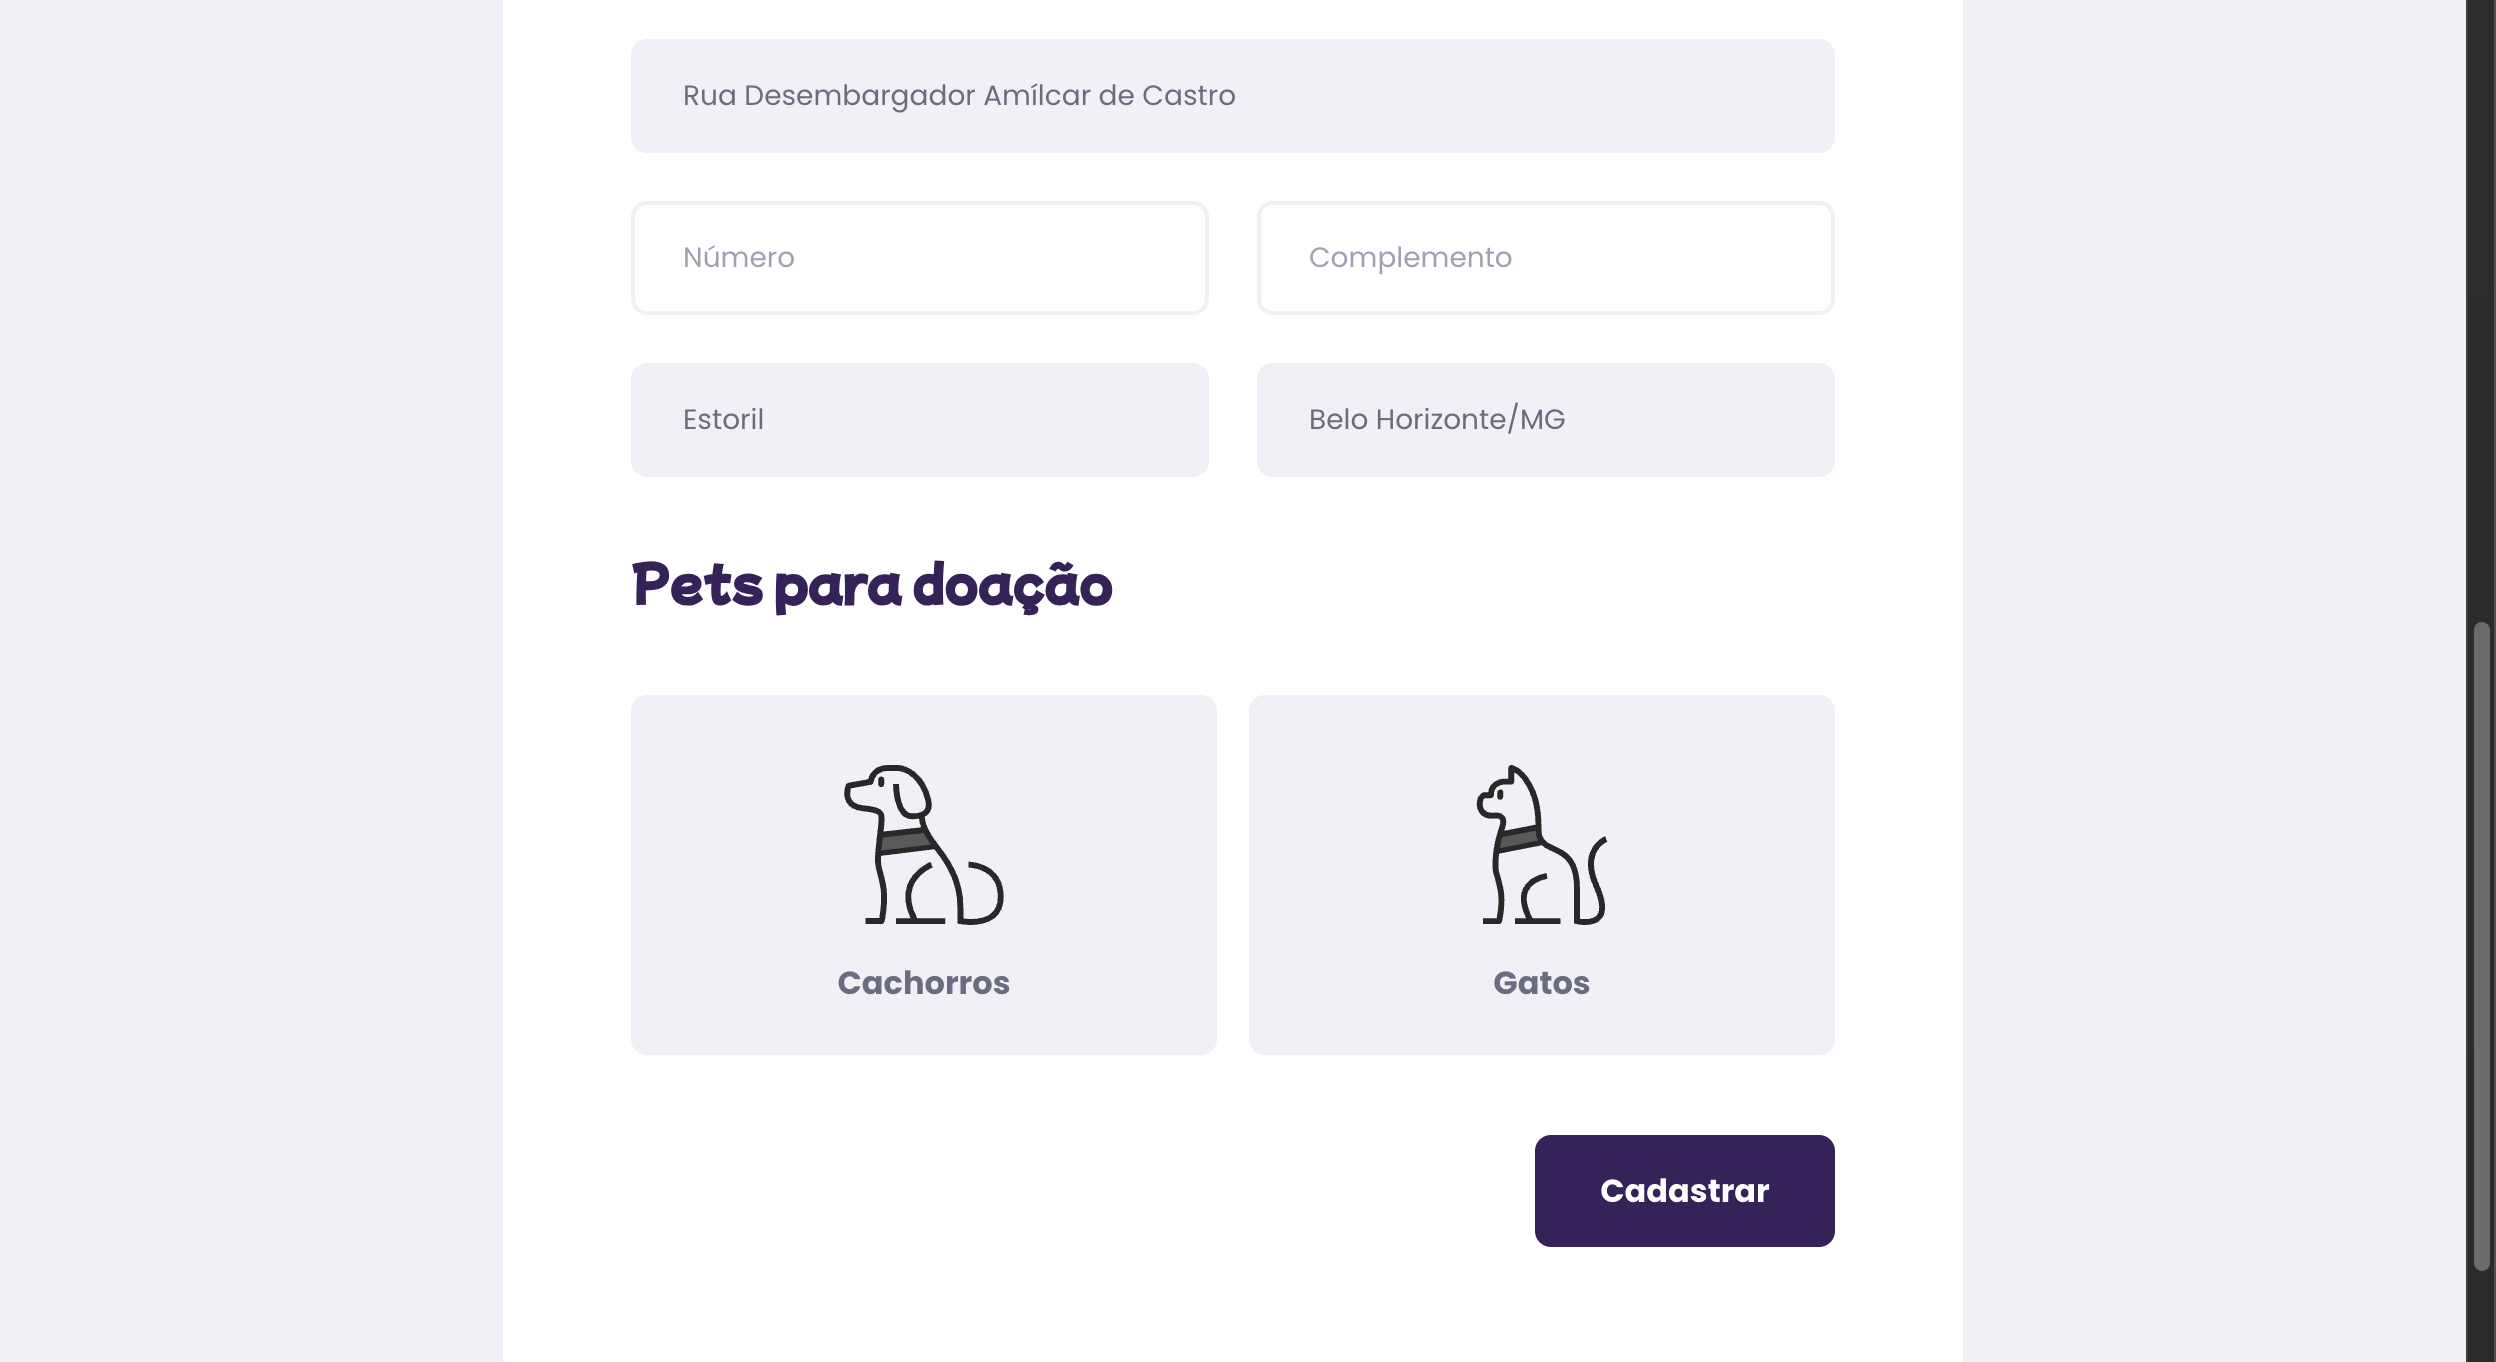 Rua Desembargador Amílcar de Castro
Número
Complemento
Estoril
Belo Horizonte/MG
Pets para doação
Cachorros
Gatos
Cadastrar